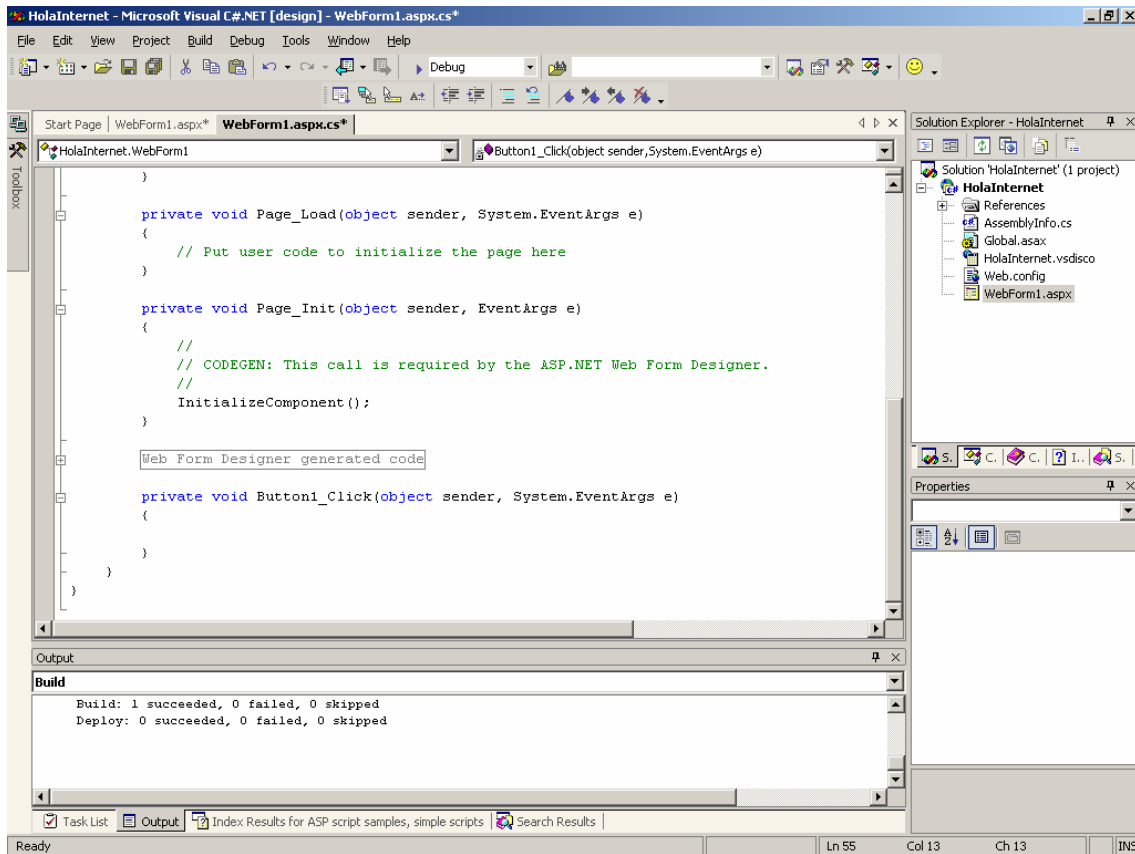 HolaInternet - Microsoft Visual C#.NET [design] - WebForm1.aspx.cs*
File Edit View Project Build Debug Tools Window Help
Debug
Start Page WebForm1.aspx* WebForm1.aspx.cs*
HolaInternet.WebForm1 Button1_Click(object sender,System.EventArgs e)
Toolbox
}
private void Page_Load(object sender, System.EventArgs e)
{
// Put user code to initialize the page here
}
private void Page_Init(object sender, EventArgs e)
{
//
// CODEGEN: This call is required by the ASP.NET Web Form Designer.
//
InitializeComponent();
}
Web Form Designer generated code
private void Button1_Click(object sender, System.EventArgs e)
{
}
}
}
Solution Explorer - HolaInternet
Solution 'HolaInternet' (1 project)
HolaInternet
References
AssemblyInfo.cs
Global.asax
HolaInternet.vsdisco
Web.config
WebForm1.aspx
S. C. C. I.. S.
Properties
Output
Build
Build: 1 succeeded, 0 failed, 0 skipped
Deploy: 0 succeeded, 0 failed, 0 skipped
Task List Output Index Results for ASP script samples, simple scripts Search Results
Ready Ln 55 Col 13 Ch 13 INS